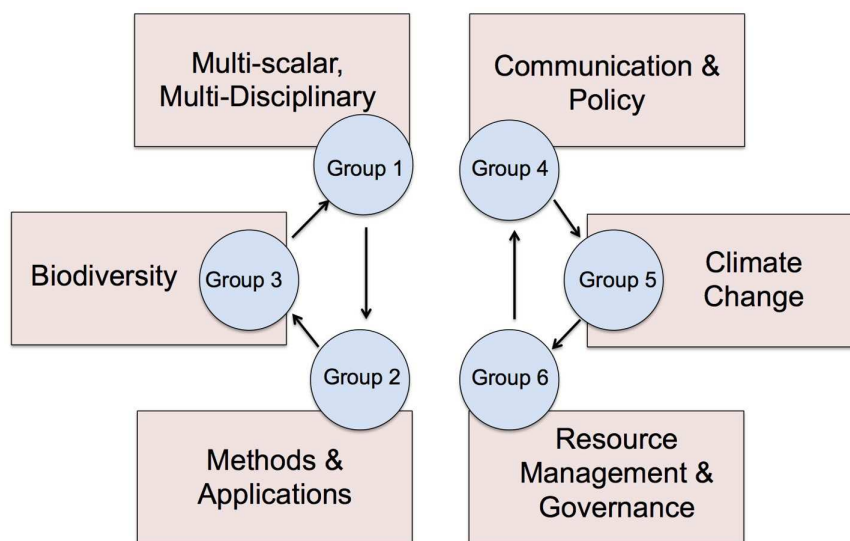 Multi-scalar,
Multi-Disciplinary
Group 1
Communication &
Policy
Group 4
Biodiversity
Group 3
Group 5
Climate
Change
Group 2
Methods &
Applications
Group 6
Resource
Management &
Governance